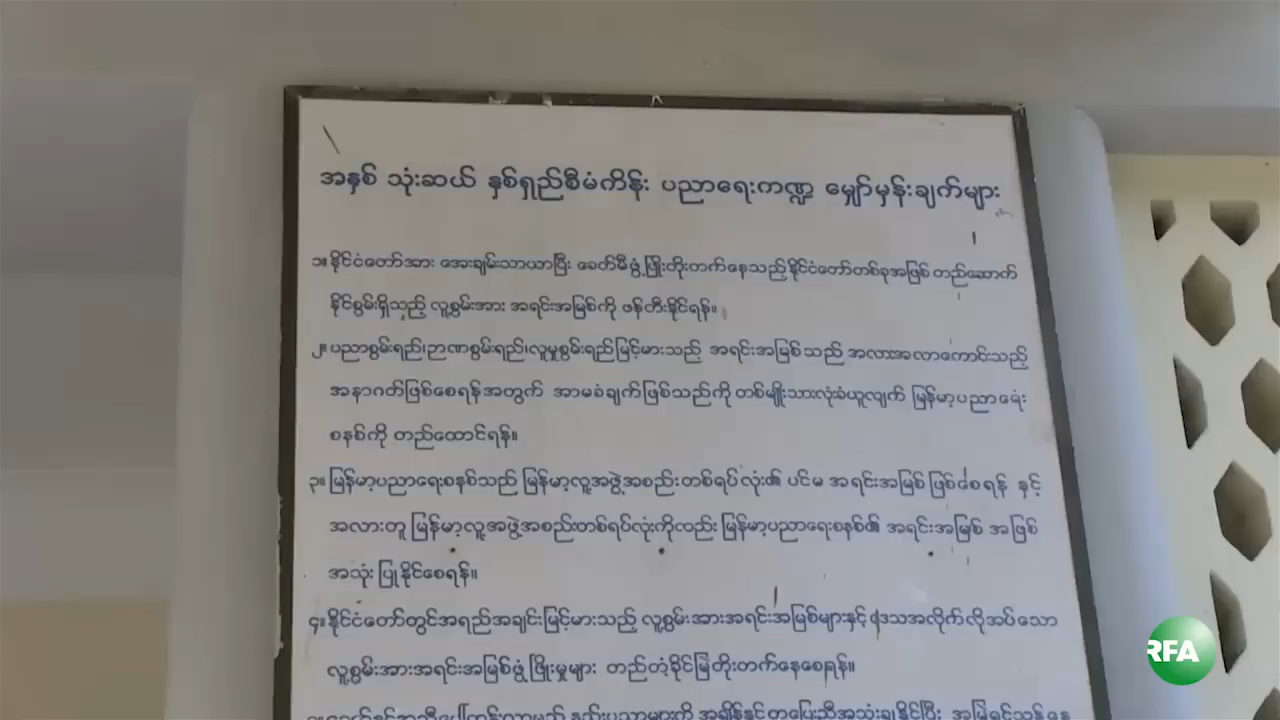 အနှစ် သုံးဆယ် နှစ်ရှည်စီမံကိန်း ပညာရေးကဏ္ဍ မျှော်မှန်းချက်များ
၁။ နိုင်ငံတော်အား အေးချမ်းသာယာပြီး ခေတ်မီဖွံ့ဖြိုးတိုးတက်နေသည့် နိုင်ငံတော်တစ်ခုအဖြစ် တည်ဆောက်
နိုင်စွမ်းရှိသည့် လူ့စွမ်းအား အရင်းအမြစ်ကို ဖန်တီးနိုင်ရန်။
၂။ ပညာစွမ်းရည်၊ဉာဏစွမ်းရည်၊လူမှုစွမ်းရည်မြင့်မားသည့် အရင်းအမြစ်သည် အလားအလာကောင်းသည့်
အနာဂတ်ဖြစ်စေရန်အတွက် အာမခံချက်ဖြစ်သည်ကို တစ်မျိုးသားလုံးခံယူလျက် မြန်မာ့ပညာရေး
စနစ်ကို တည်ထောင်ရန်။
၃။ မြန်မာ့ပညာရေးစနစ်သည် မြန်မာ့လူ့အဖွဲ့အစည်းတစ်ရပ်လုံး၏ ပင်မ အရင်းအမြစ် ဖြစ်စေရန် နှင့်
အလားတူ မြန်မာ့လူ့အဖွဲ့အစည်းတစ်ရပ်လုံးကိုလည်း မြန်မာ့ပညာရေးစနစ်၏ အရင်းအမြစ် အဖြစ်
အသုံး ပြုနိုင်စေရန်။
၄။ နိုင်ငံတော်တွင်အရည်အချင်းမြင့်မားသည့် လူ့စွမ်းအားအရင်းအမြစ်များနှင့် ဒေသအလိုက်လိုအပ်သော
လူ့စွမ်းအားအရင်းအမြစ်ဖွံ့ဖြိုးမှုများ တည်တံ့ခိုင်မြဲတိုးတက်နေစေရန်။
RFA